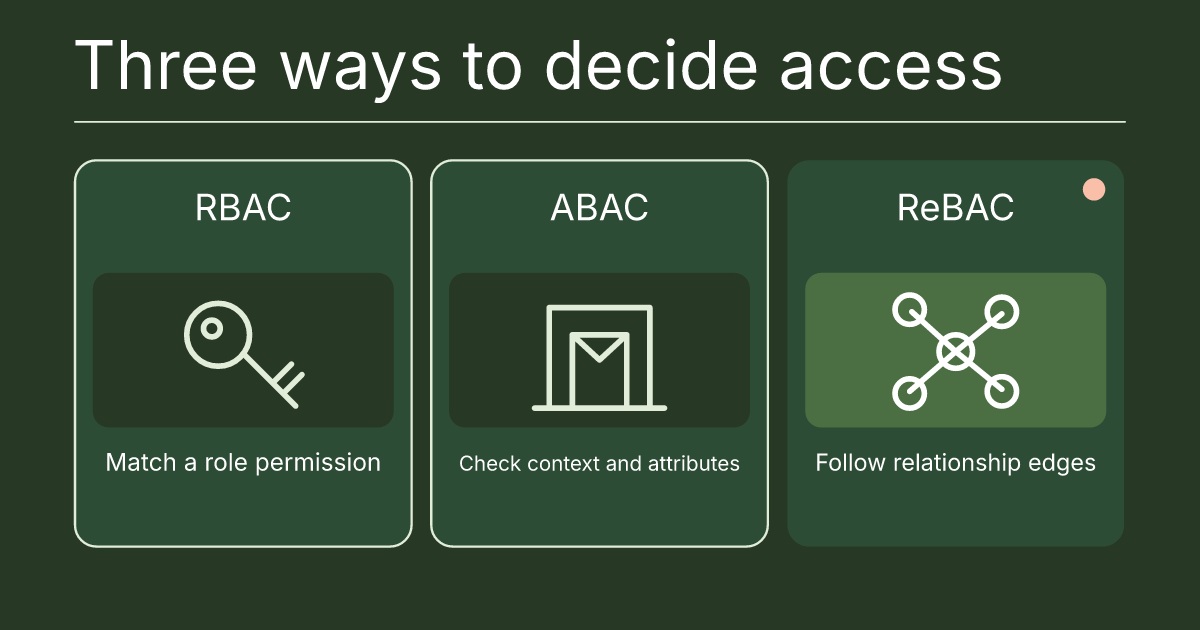 Three ways to decide access
RBAC
Match a role permission
ABAC
Check context and attributes
ReBAC
Follow relationship edges